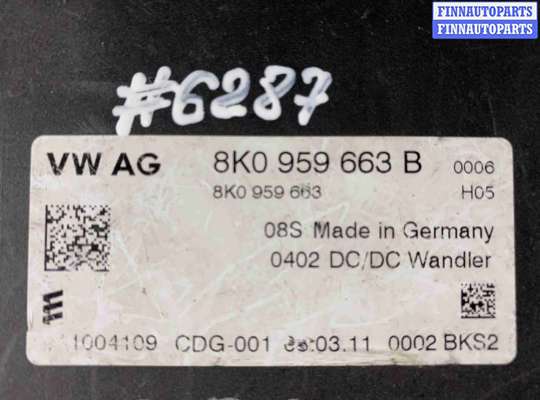 FINNAUTOPARTS
FINNAUTOPARTS
#6287
VW AG 8K0 959 663 B 0006
8K0 959 663 H05
08S Made in Germany
0402 DC/DC Wandler
1004109 CDG-001 :03.11 0002 BKS2